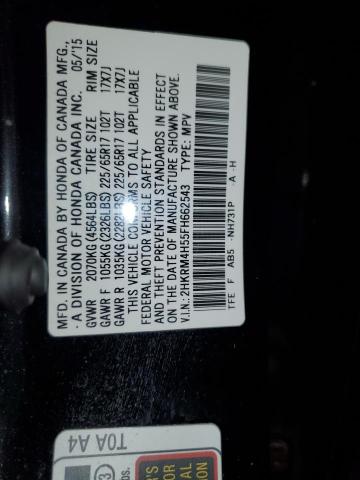 MFD. IN CANADA BY HONDA OF CANADA MFG.,
- A DIVISION OF HONDA CANADA INC. 05/'15
GVWR 2070KG(4564LBS) TIRE SIZE RIM SIZE
GAWR F 1055KG(2326LBS) 225/65R17 102T 17X7J
GAWR R 1035KG(2282LBS) 225/65R17 102T 17X7J
THIS VEHICLE CONFORMS TO ALL APPLICABLE
FEDERAL MOTOR VEHICLE SAFETY
AND THEFT PREVENTION STANDARDS IN EFFECT
ON THE DATE OF MANUFACTURE SHOWN ABOVE.
V.I.N.: 2HKRM4H55FH662543 TYPE: MPV
TFE F AB5 -NH731P -A -H
T0A A4